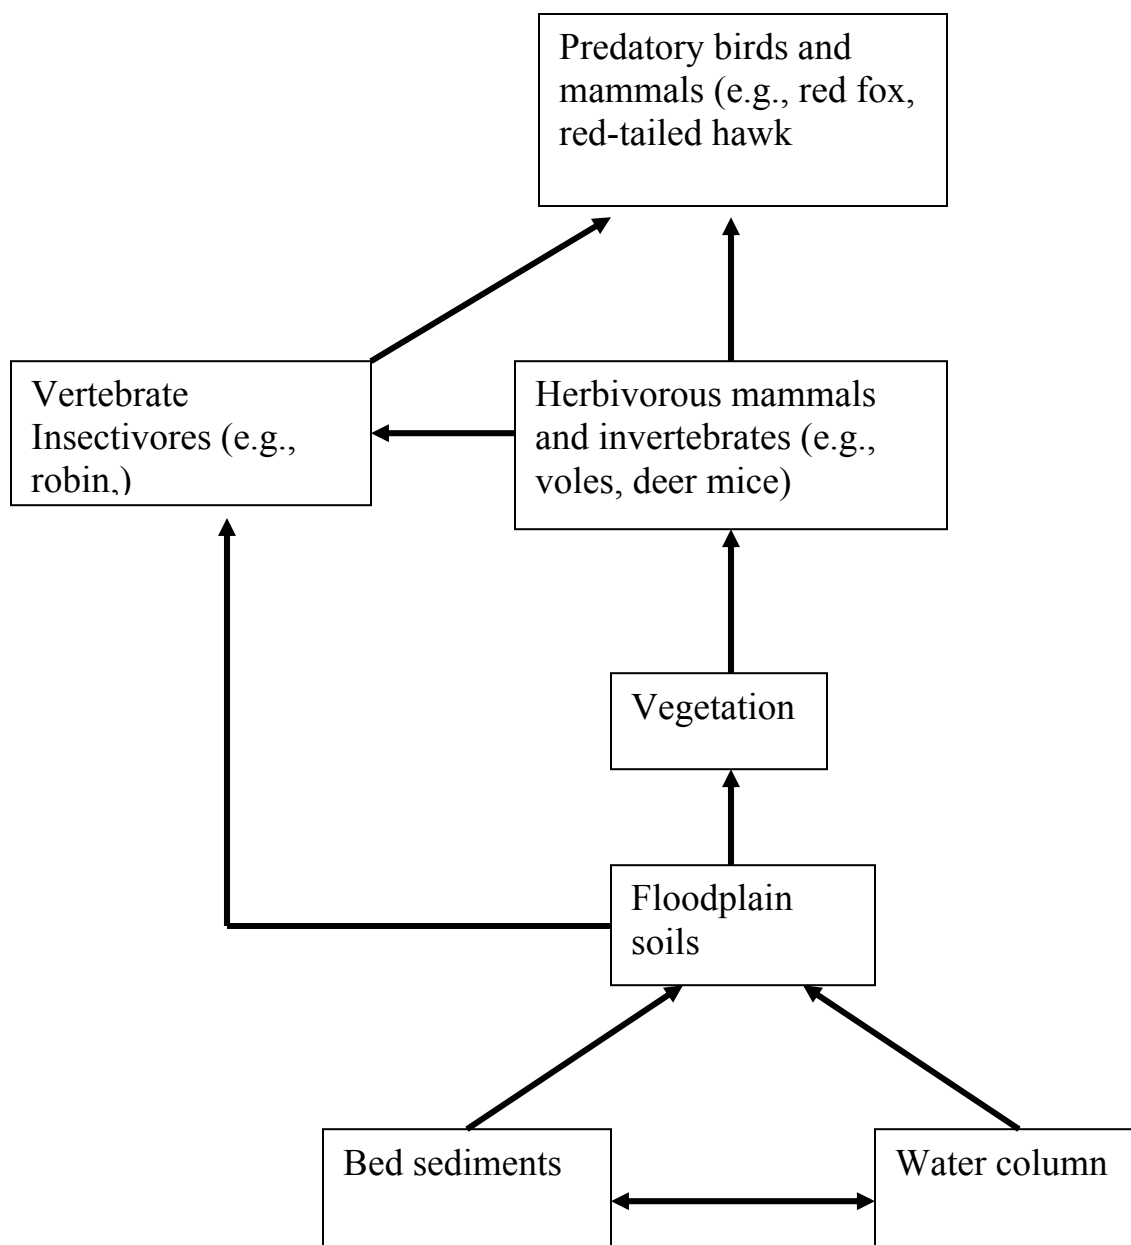 Predatory birds and
mammals (e.g., red fox,
red-tailed hawk
Vertebrate
Insectivores (e.g.,
robin,)
Herbivorous mammals
and invertebrates (e.g.,
voles, deer mice)
Vegetation
Floodplain
soils
Bed sediments
Water column